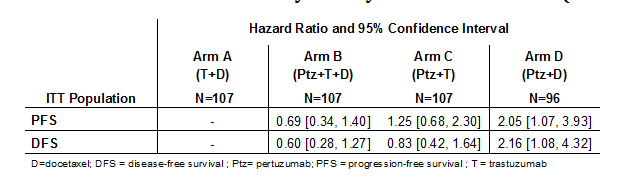 Hazard Ratio and 95% Confidence Interval
Arm A Arm B Arm C Arm D
(T+D) (Ptz+T+D) (Ptz+T) (Ptz+D)
ITT Population N=107 N=107 N=107 N=96
PFS - 0.69 [0.34, 1.40] 1.25 [0.68, 2.30] 2.05 [1.07, 3.93]
DFS - 0.60 [0.28, 1.27] 0.83 [0.42, 1.64] 2.16 [1.08, 4.32]
D=docetaxel; DFS = disease-free survival ; Ptz= pertuzumab; PFS = progression-free survival ; T = trastuzumab